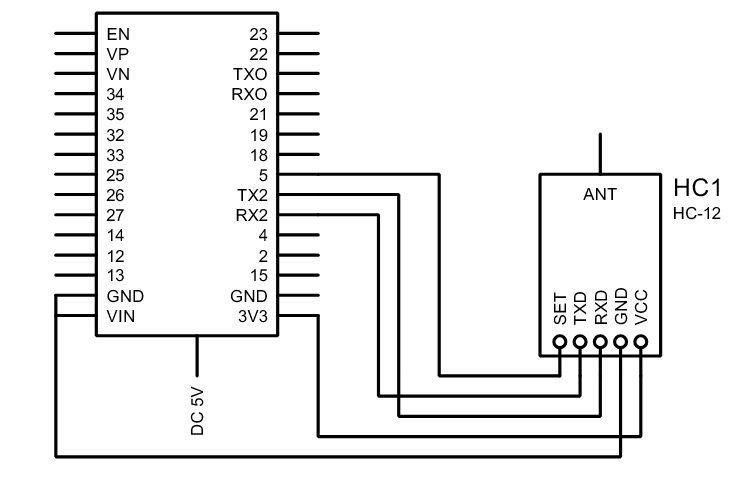 EN 23
VP 22
VN TXO
34 RXO
35 21
32 19
33 18
25 5
26 TX2
27 RX2
14 4
12 2
13 15
GND GND
VIN 3V3
DC 5V
ANT
HC1
HC-12
SET
TXD
RXD
GND
VCC